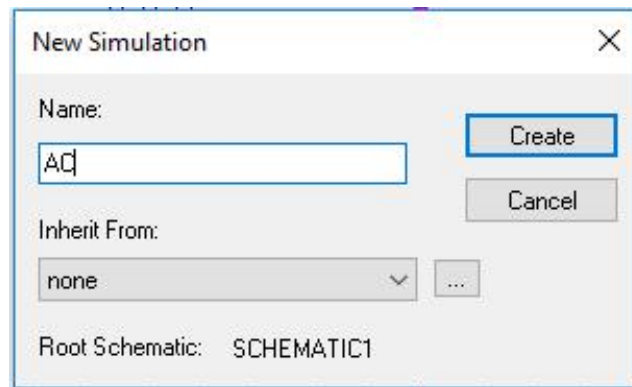 New Simulation
Name:
Create
AC
Cancel
Inherit From:
none
...
Root Schematic: SCHEMATIC1